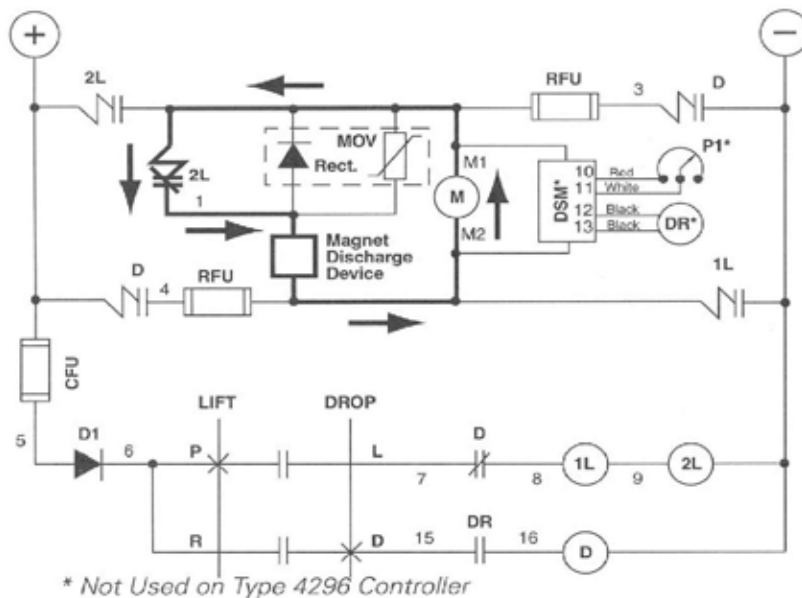 +
−
2L
RFU
3
D
MOV
Rect.
2L
1
M1
M
M2
DSM*
10
11
12
13
Red
White
Black
Black
P1*
DR*
Magnet
Discharge
Device
D
4
RFU
1L
CFU
LIFT
DROP
5
D1
6
P
L
7
D
8
1L
9
2L
R
D
15
DR
16
D
* Not Used on Type 4296 Controller